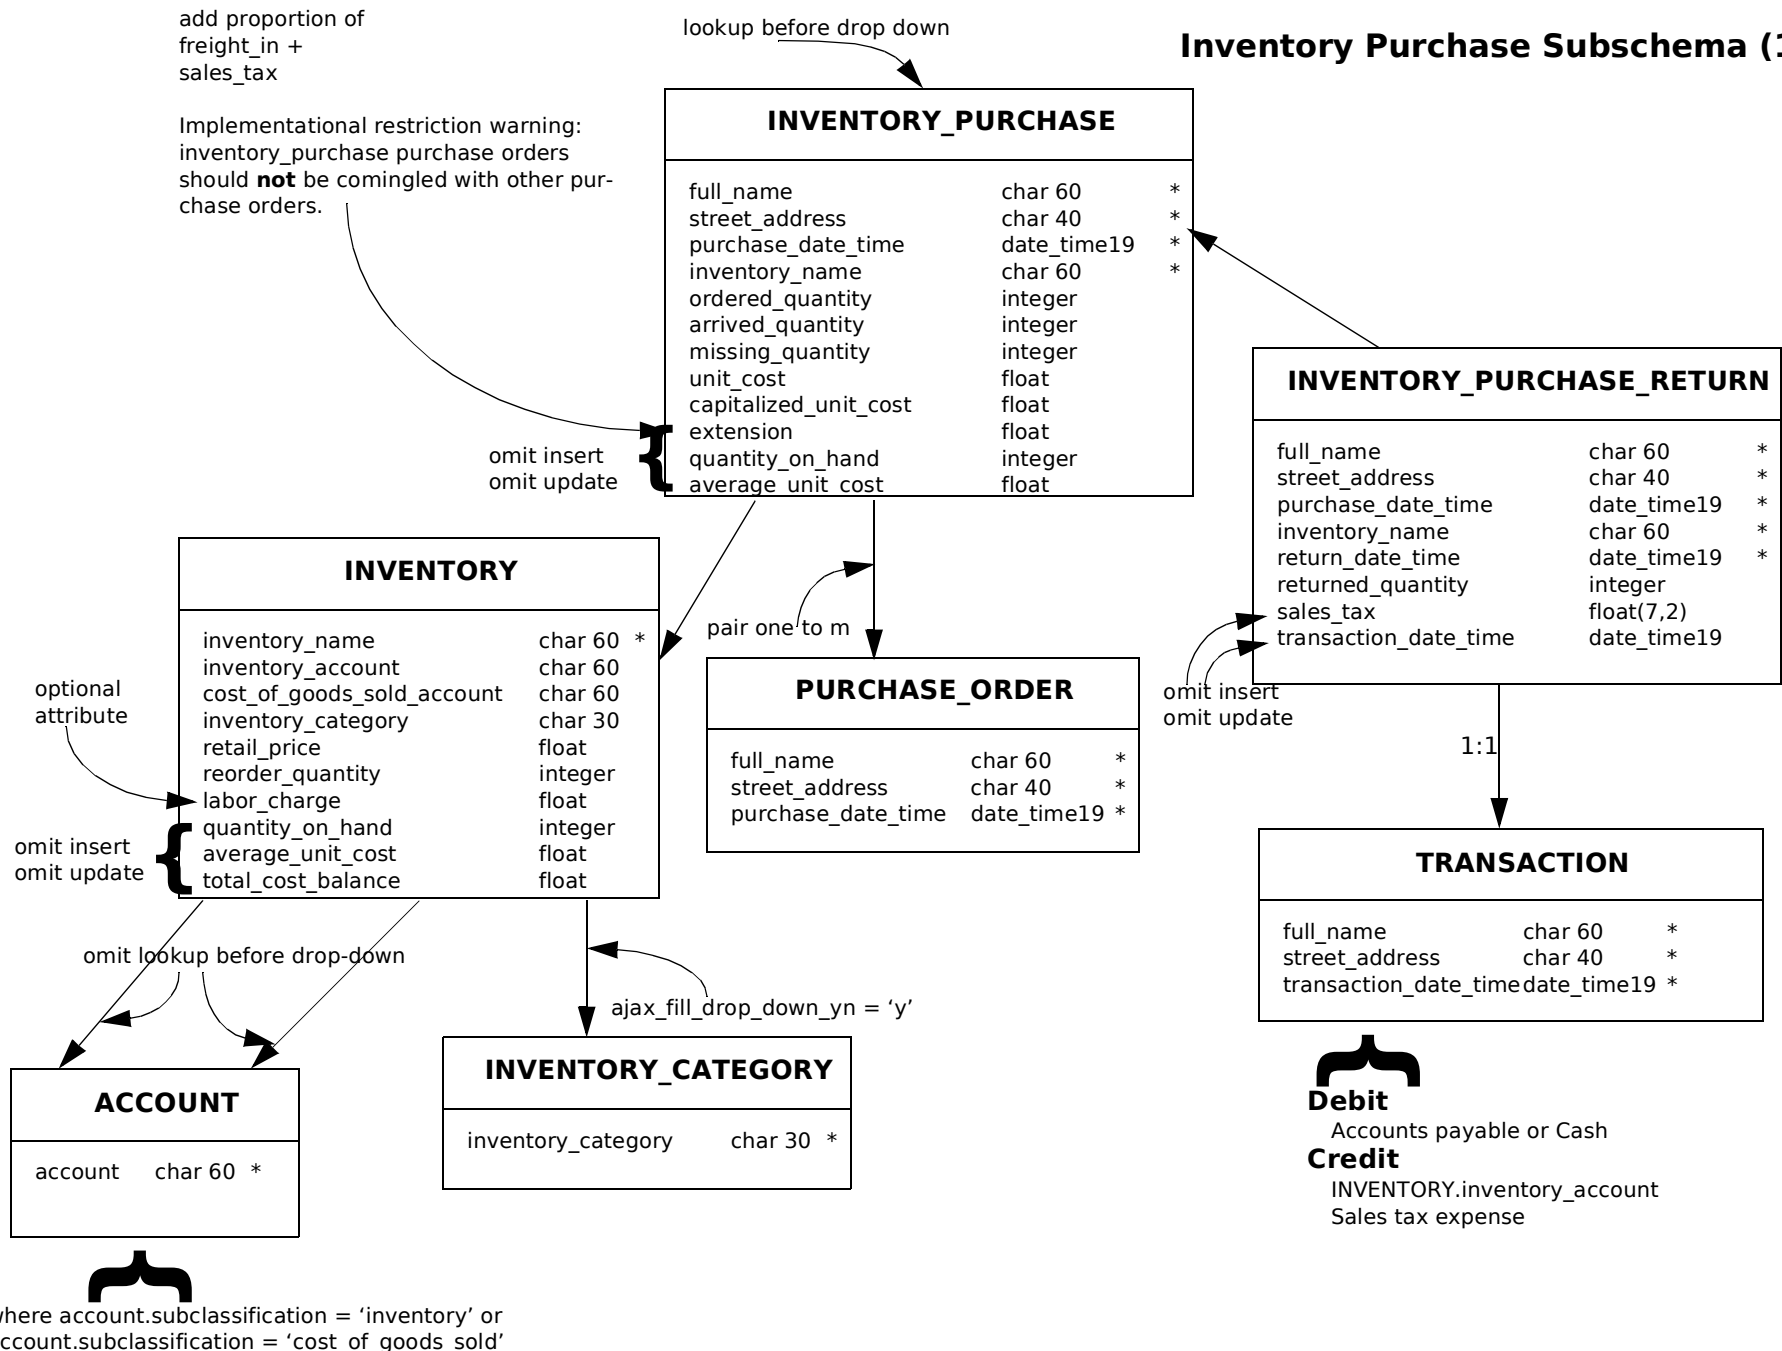 add proportion of
freight_in +
sales_tax
Implementational restriction warning:
inventory_purchase purchase orders
should not be comingled with other pur-
chase orders.
lookup before drop down
Inventory Purchase Subschema (1
INVENTORY_PURCHASE
full_name char 60 *
street_address char 40 *
purchase_date_time date_time19 *
inventory_name char 60 *
ordered_quantity integer
arrived_quantity integer
missing_quantity integer
unit_cost float
capitalized_unit_cost float
extension float
quantity_on_hand integer
average_unit_cost float
omit insert
omit update
INVENTORY_PURCHASE_RETURN
full_name char 60 *
street_address char 40 *
purchase_date_time date_time19 *
inventory_name char 60 *
return_date_time date_time19 *
returned_quantity integer
sales_tax float(7,2)
transaction_date_time date_time19
omit insert
omit update
1:1
INVENTORY
inventory_name char 60 *
inventory_account char 60
cost_of_goods_sold_account char 60
inventory_category char 30
retail_price float
reorder_quantity integer
labor_charge float
quantity_on_hand integer
average_unit_cost float
total_cost_balance float
optional
attribute
omit insert
omit update
pair one to m
PURCHASE_ORDER
full_name char 60 *
street_address char 40 *
purchase_date_time date_time19 *
TRANSACTION
full_name char 60 *
street_address char 40 *
transaction_date_time date_time19 *
Debit
Accounts payable or Cash
Credit
INVENTORY.inventory_account
Sales tax expense
omit lookup before drop-down
ajax_fill_drop_down_yn = ‘y’
ACCOUNT
account char 60 *
INVENTORY_CATEGORY
inventory_category char 30 *
where account.subclassification = ‘inventory’ or
account.subclassification = ‘cost_of_goods_sold’